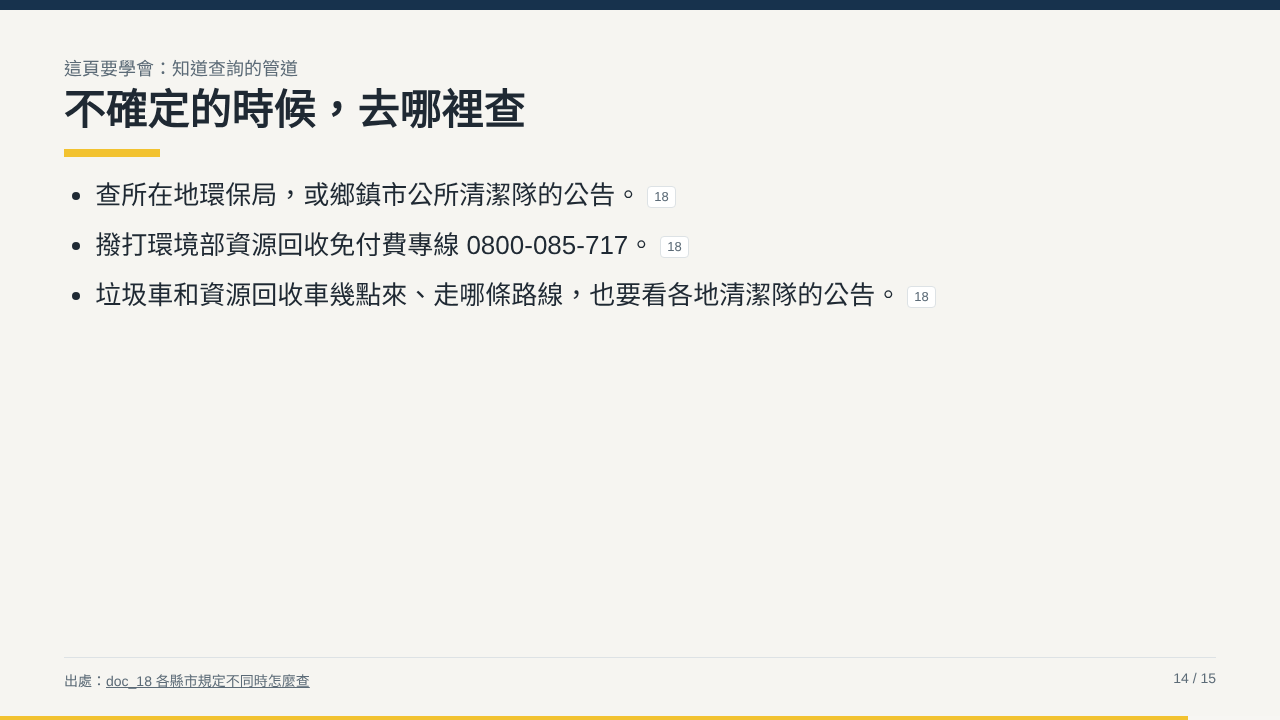 這頁要學會：知道查詢的管道
不確定的時候，去哪裡查
• 查所在地環保局，或鄉鎮市公所清潔隊的公告。 18
• 撥打環境部資源回收免付費專線 0800-085-717。 18
• 垃圾車和資源回收車幾點來、走哪條路線，也要看各地清潔隊的公告。 18
出處：doc_18 各縣市規定不同時怎麼查
14 / 15